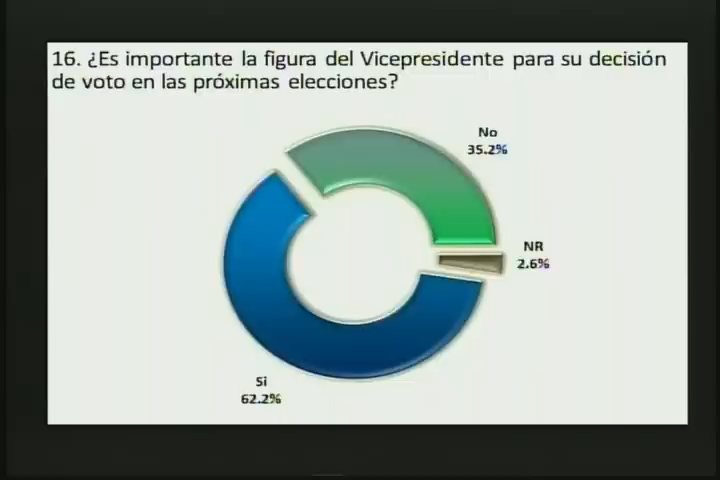 16. ¿Es importante la figura del Vicepresidente para su decisión
de voto en las próximas elecciones?
No
35.2%
NR
2.6%
Si
62.2%